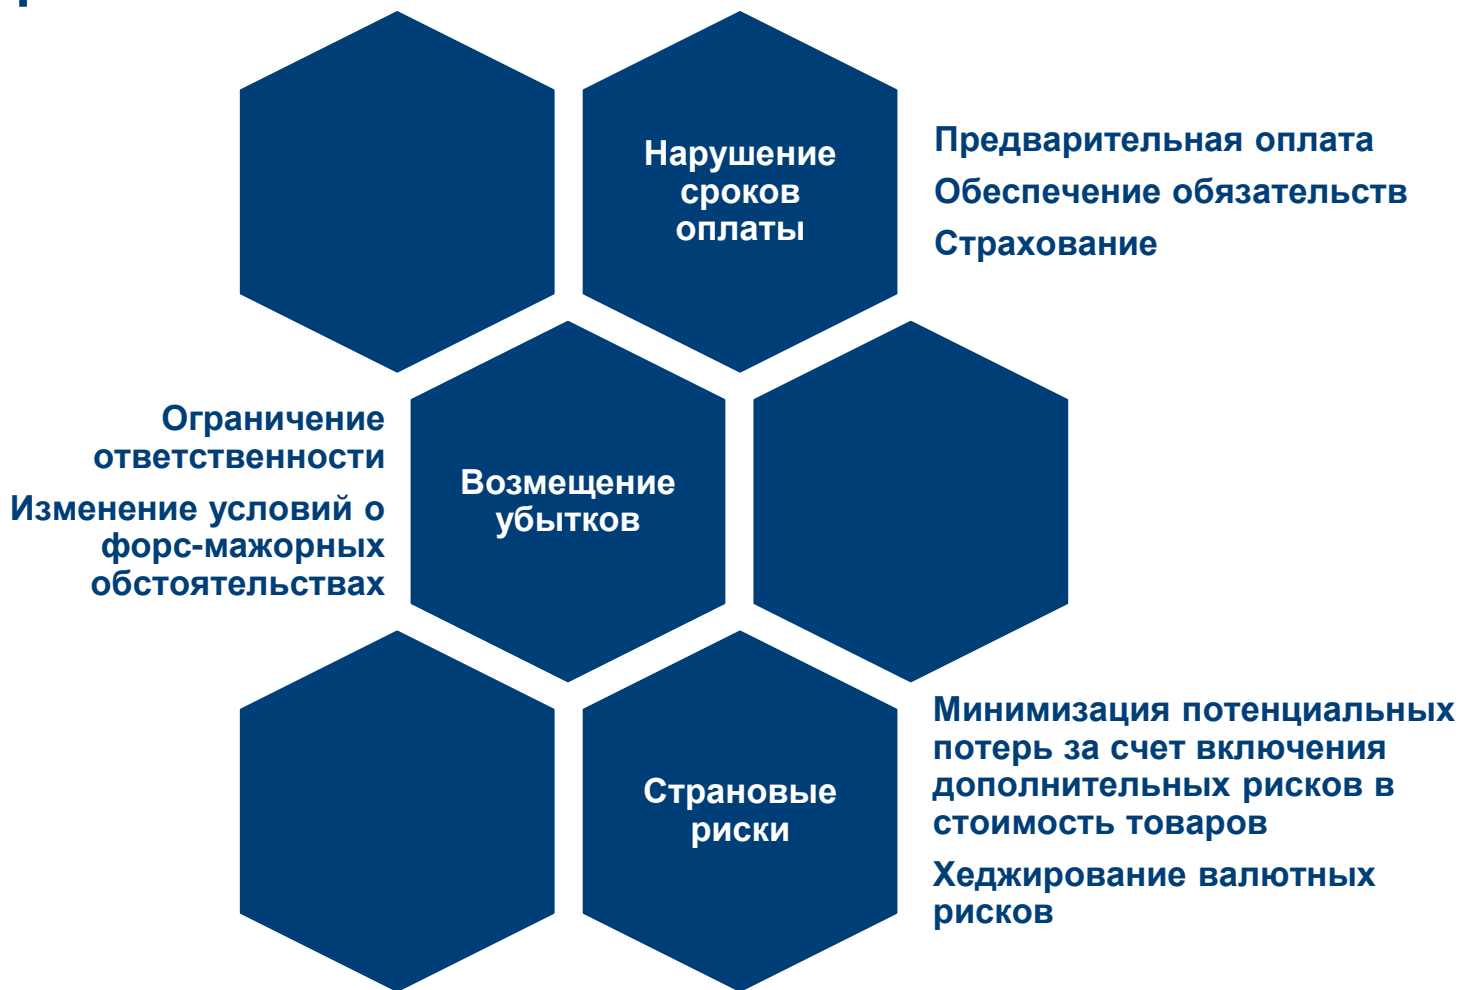 Нарушение
сроков
оплаты
Предварительная оплата
Обеспечение обязательств
Страхование
Ограничение
ответственности
Изменение условий о
форс-мажорных
обстоятельствах
Возмещение
убытков
Страновые
риски
Минимизация потенциальных
потерь за счет включения
дополнительных рисков в
стоимость товаров
Хеджирование валютных
рисков